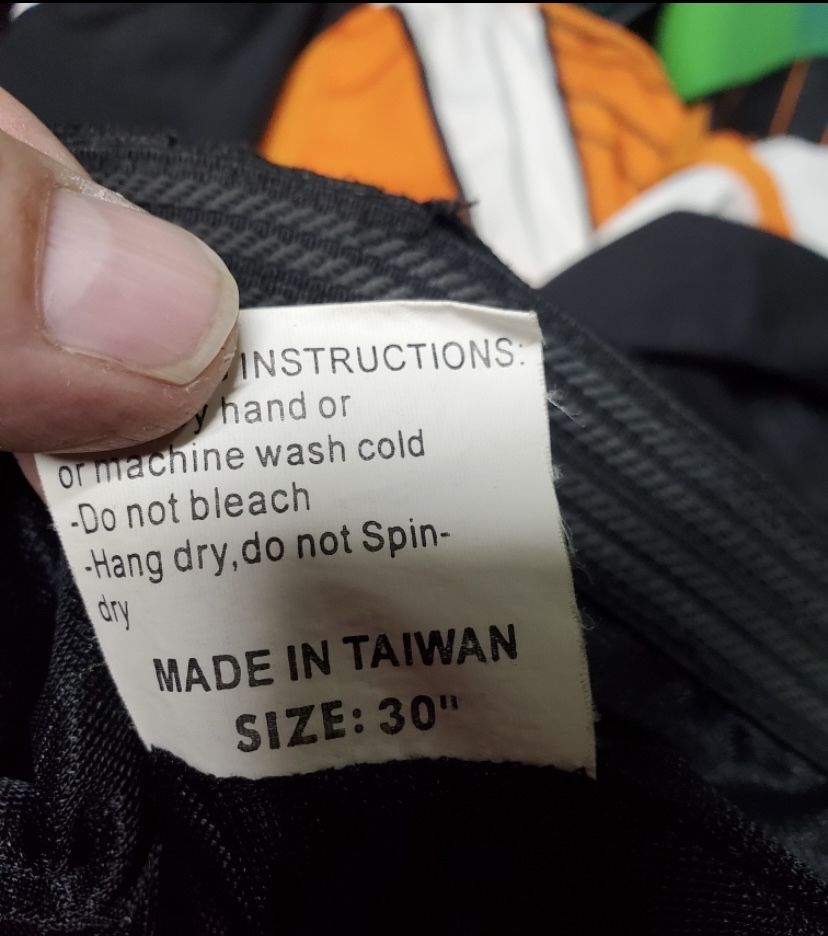 INSTRUCTIONS:
hand or
or machine wash cold
-Do not bleach
-Hang dry,do not Spin-
dry
MADE IN TAIWAN
SIZE: 30"